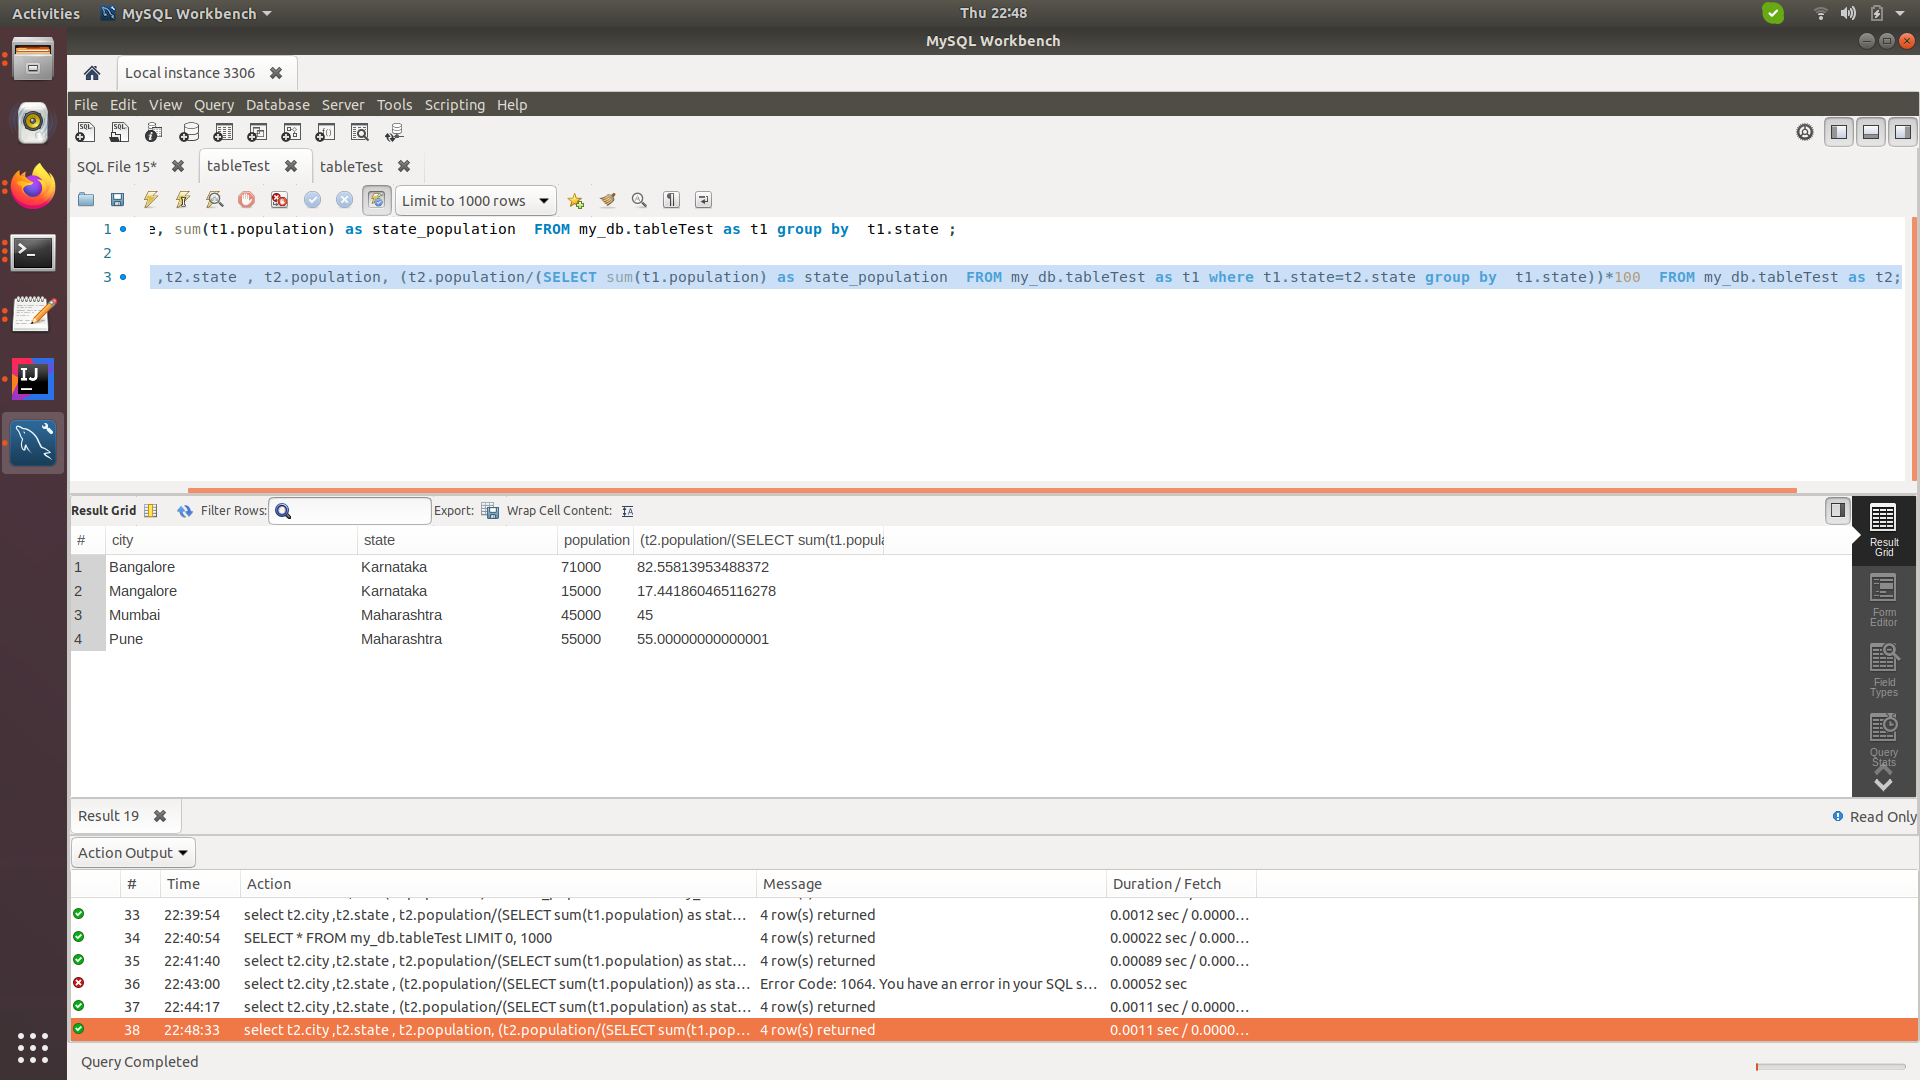 Activities MySQL Workbench Thu 22:48
MySQL Workbench
Local instance 3306
File Edit View Query Database Server Tools Scripting Help
SQL File 15* tableTest tableTest
Limit to 1000 rows
1 e, sum(t1.population) as state_population FROM my_db.tableTest as t1 group by t1.state ;
2
3 ,t2.state , t2.population, (t2.population/(SELECT sum(t1.population) as state_population FROM my_db.tableTest as t1 where t1.state=t2.state group by t1.state))*100 FROM my_db.tableTest as t2;
Result Grid Filter Rows: Export: Wrap Cell Content:
# city state population (t2.population/(SELECT sum(t1.popula
1 Bangalore Karnataka 71000 82.55813953488372
2 Mangalore Karnataka 15000 17.441860465116278
3 Mumbai Maharashtra 45000 45
4 Pune Maharashtra 55000 55.00000000000001
Result
Grid
Form
Editor
Field
Types
Query
Stats
Result 19 Read Only
Action Output
# Time Action Message Duration / Fetch
33 22:39:54 select t2.city ,t2.state , t2.population/(SELECT sum(t1.population) as stat... 4 row(s) returned 0.0012 sec / 0.0000...
34 22:40:54 SELECT * FROM my_db.tableTest LIMIT 0, 1000 4 row(s) returned 0.00022 sec / 0.000...
35 22:41:40 select t2.city ,t2.state , t2.population/(SELECT sum(t1.population) as stat... 4 row(s) returned 0.00089 sec / 0.000...
36 22:43:00 select t2.city ,t2.state , (t2.population/(SELECT sum(t1.population)) as sta... Error Code: 1064. You have an error in your SQL s... 0.00052 sec
37 22:44:17 select t2.city ,t2.state , (t2.population/(SELECT sum(t1.population) as stat... 4 row(s) returned 0.0011 sec / 0.0000...
38 22:48:33 select t2.city ,t2.state , t2.population, (t2.population/(SELECT sum(t1.pop... 4 row(s) returned 0.0011 sec / 0.0000...
Query Completed